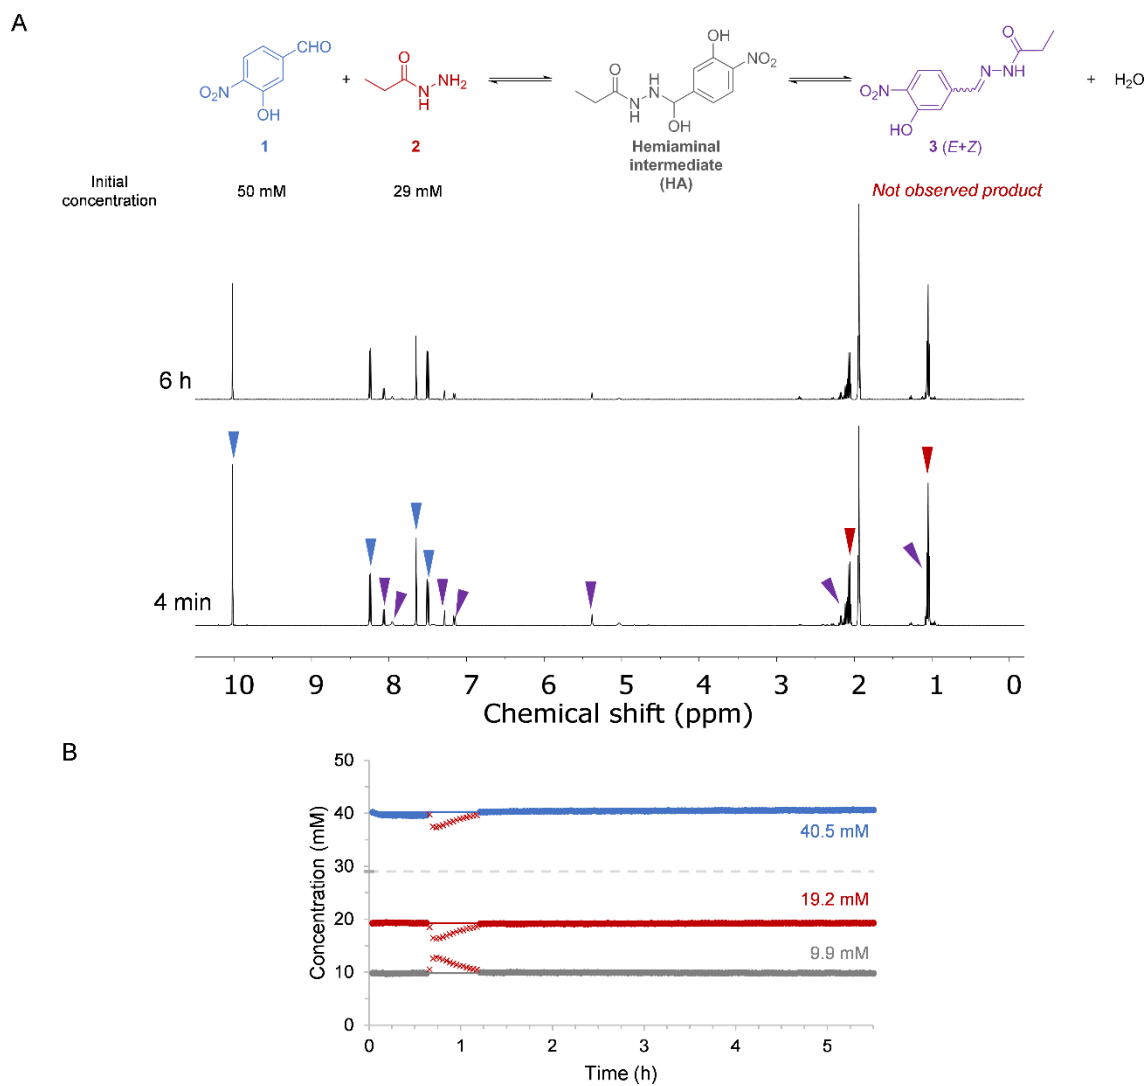 A
CHO
O₂N
OH
1
+
O
N
H
NH₂
2
OH
NO₂
O
H
N
N
H
OH
Hemiaminal
intermediate
(HA)
O
N
NH
O₂N
HO
3 (E+Z)
+ H₂O
Initial
concentration
50 mM
29 mM
Not observed product
6 h
4 min
10 9 8 7 6 5 4 3 2 1 0
Chemical shift (ppm)
B
Concentration (mM)
50
40
30
20
10
0
40.5 mM
19.2 mM
9.9 mM
0 1 2 3 4 5
Time (h)